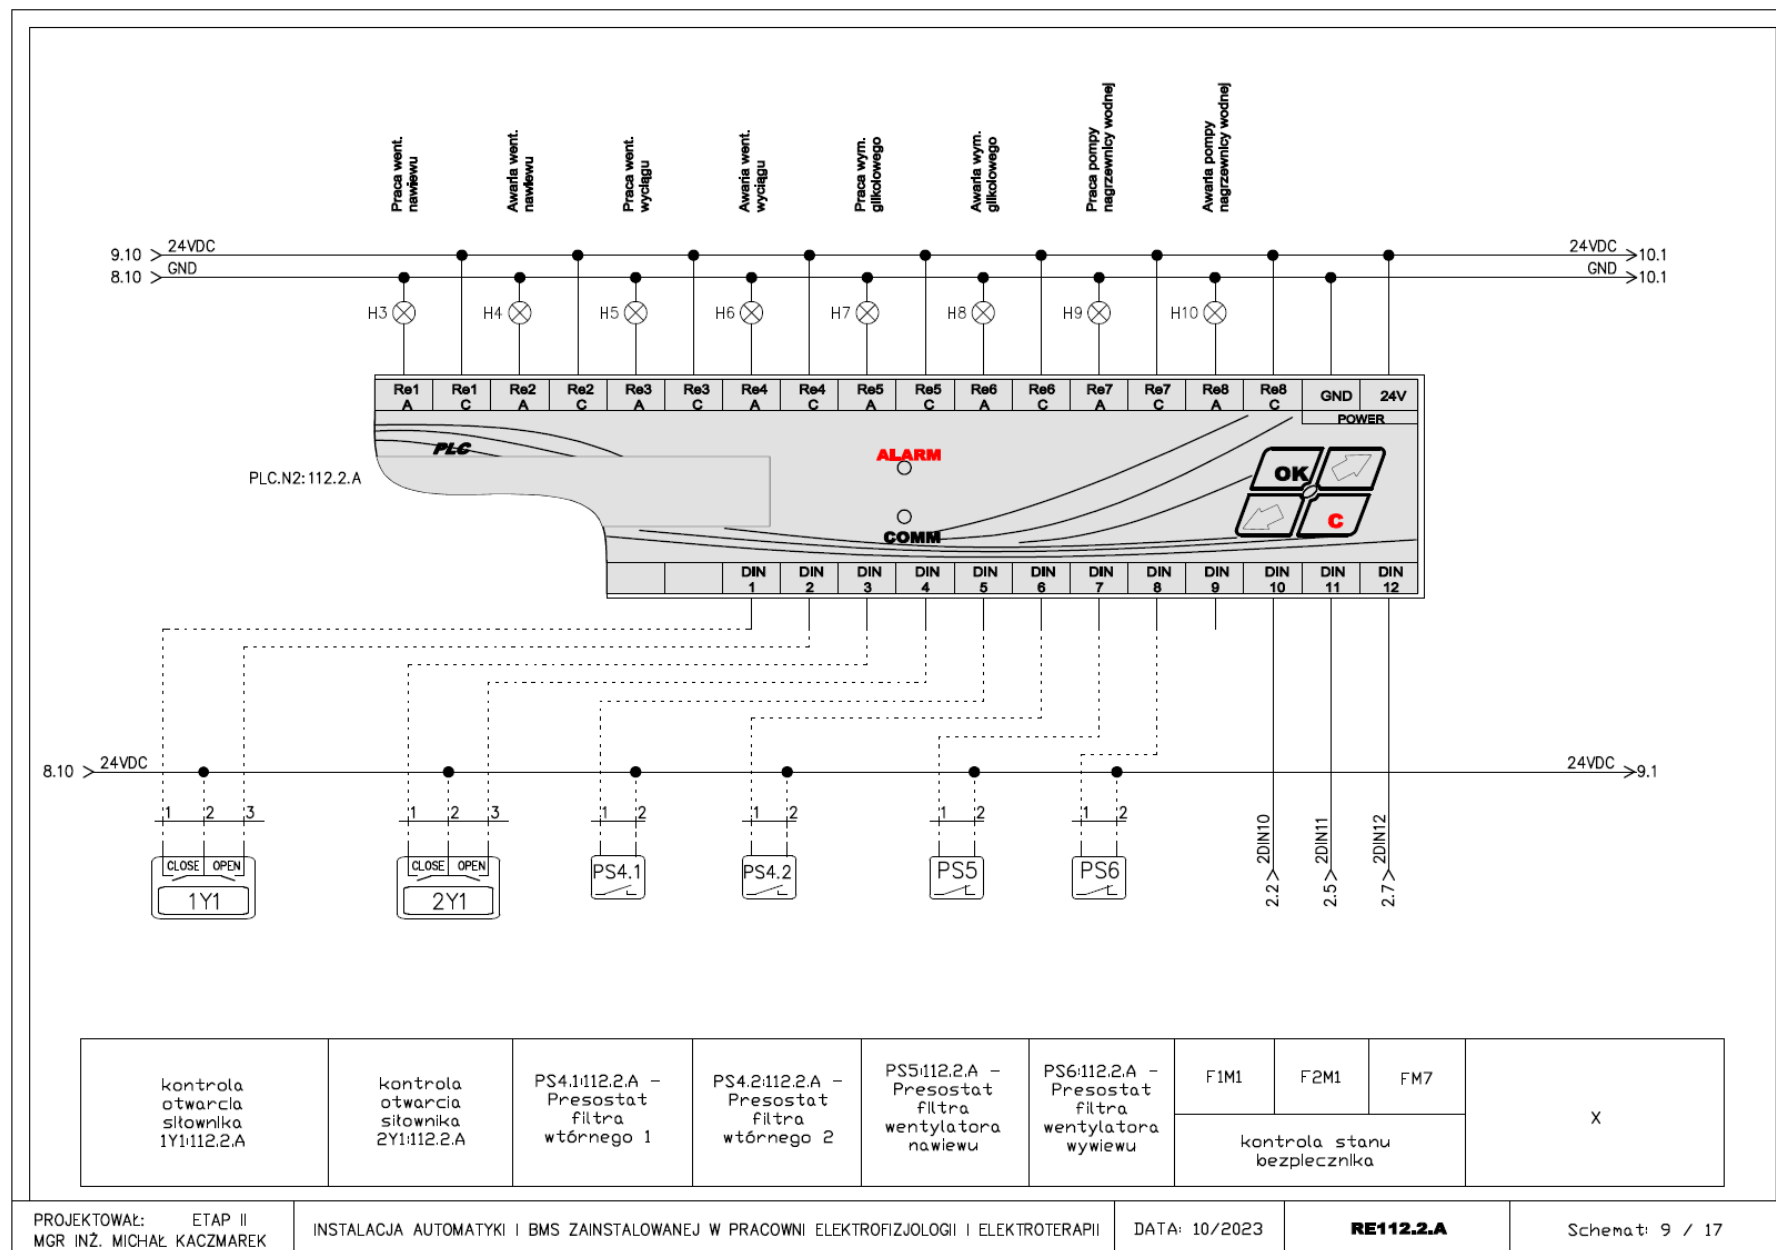 Praca went.
nawiewu
Awaria went.
nawiewu
Praca went.
wyciągu
Awaria went.
wyciągu
Praca wym.
glikolowego
Awaria wym.
glikolowego
Praca pompy
nagrzewnicy wodnej
Awaria pompy
nagrzewnicy wodnej
9.10 24VDC 24VDC 10.1
8.10 GND GND 10.1
H3 H4 H5 H6 H7 H8 H9 H10
Re1 Re1 Re2 Re2 Re3 Re3 Re4 Re4 Re5 Re5 Re6 Re6 Re7 Re7 Re8 Re8 GND 24V
A C A C A C A C A C A C A C A C
POWER
PLC
ALARM
OK
PLC.N2:112.2.A
C
COMM
DIN DIN DIN DIN DIN DIN DIN DIN DIN DIN DIN DIN
1 2 3 4 5 6 7 8 9 10 11 12
8.10 24VDC 24VDC 9.1
1 2 3 1 2 3 1 2 1 2 1 2 1 2
2.2 2DIN10
2.5 2DIN11
2.7 2DIN12
CLOSE OPEN CLOSE OPEN
1Y1 2Y1 PS4.1 PS4.2 PS5 PS6
kontrola
otwarcia
siłownika
1Y1:112.2.A
kontrola
otwarcia
siłownika
2Y1:112.2.A
PS4.1:112.2.A –
Presostat
filtra
wtórnego 1
PS4.2:112.2.A –
Presostat
filtra
wtórnego 2
PS5:112.2.A –
Presostat
filtra
wentylatora
nawiewu
PS6:112.2.A –
Presostat
filtra
wentylatora
wywiewu
F1M1 F2M1 FM7
kontrola stanu
bezpiecznika
X
PROJEKTOWAŁ: ETAP II
MGR INŻ. MICHAŁ KACZMAREK
INSTALACJA AUTOMATYKI I BMS ZAINSTALOWANEJ W PRACOWNI ELEKTROFIZJOLOGII I ELEKTROTERAPII
DATA: 10/2023
RE112.2.A
Schemat: 9 / 17